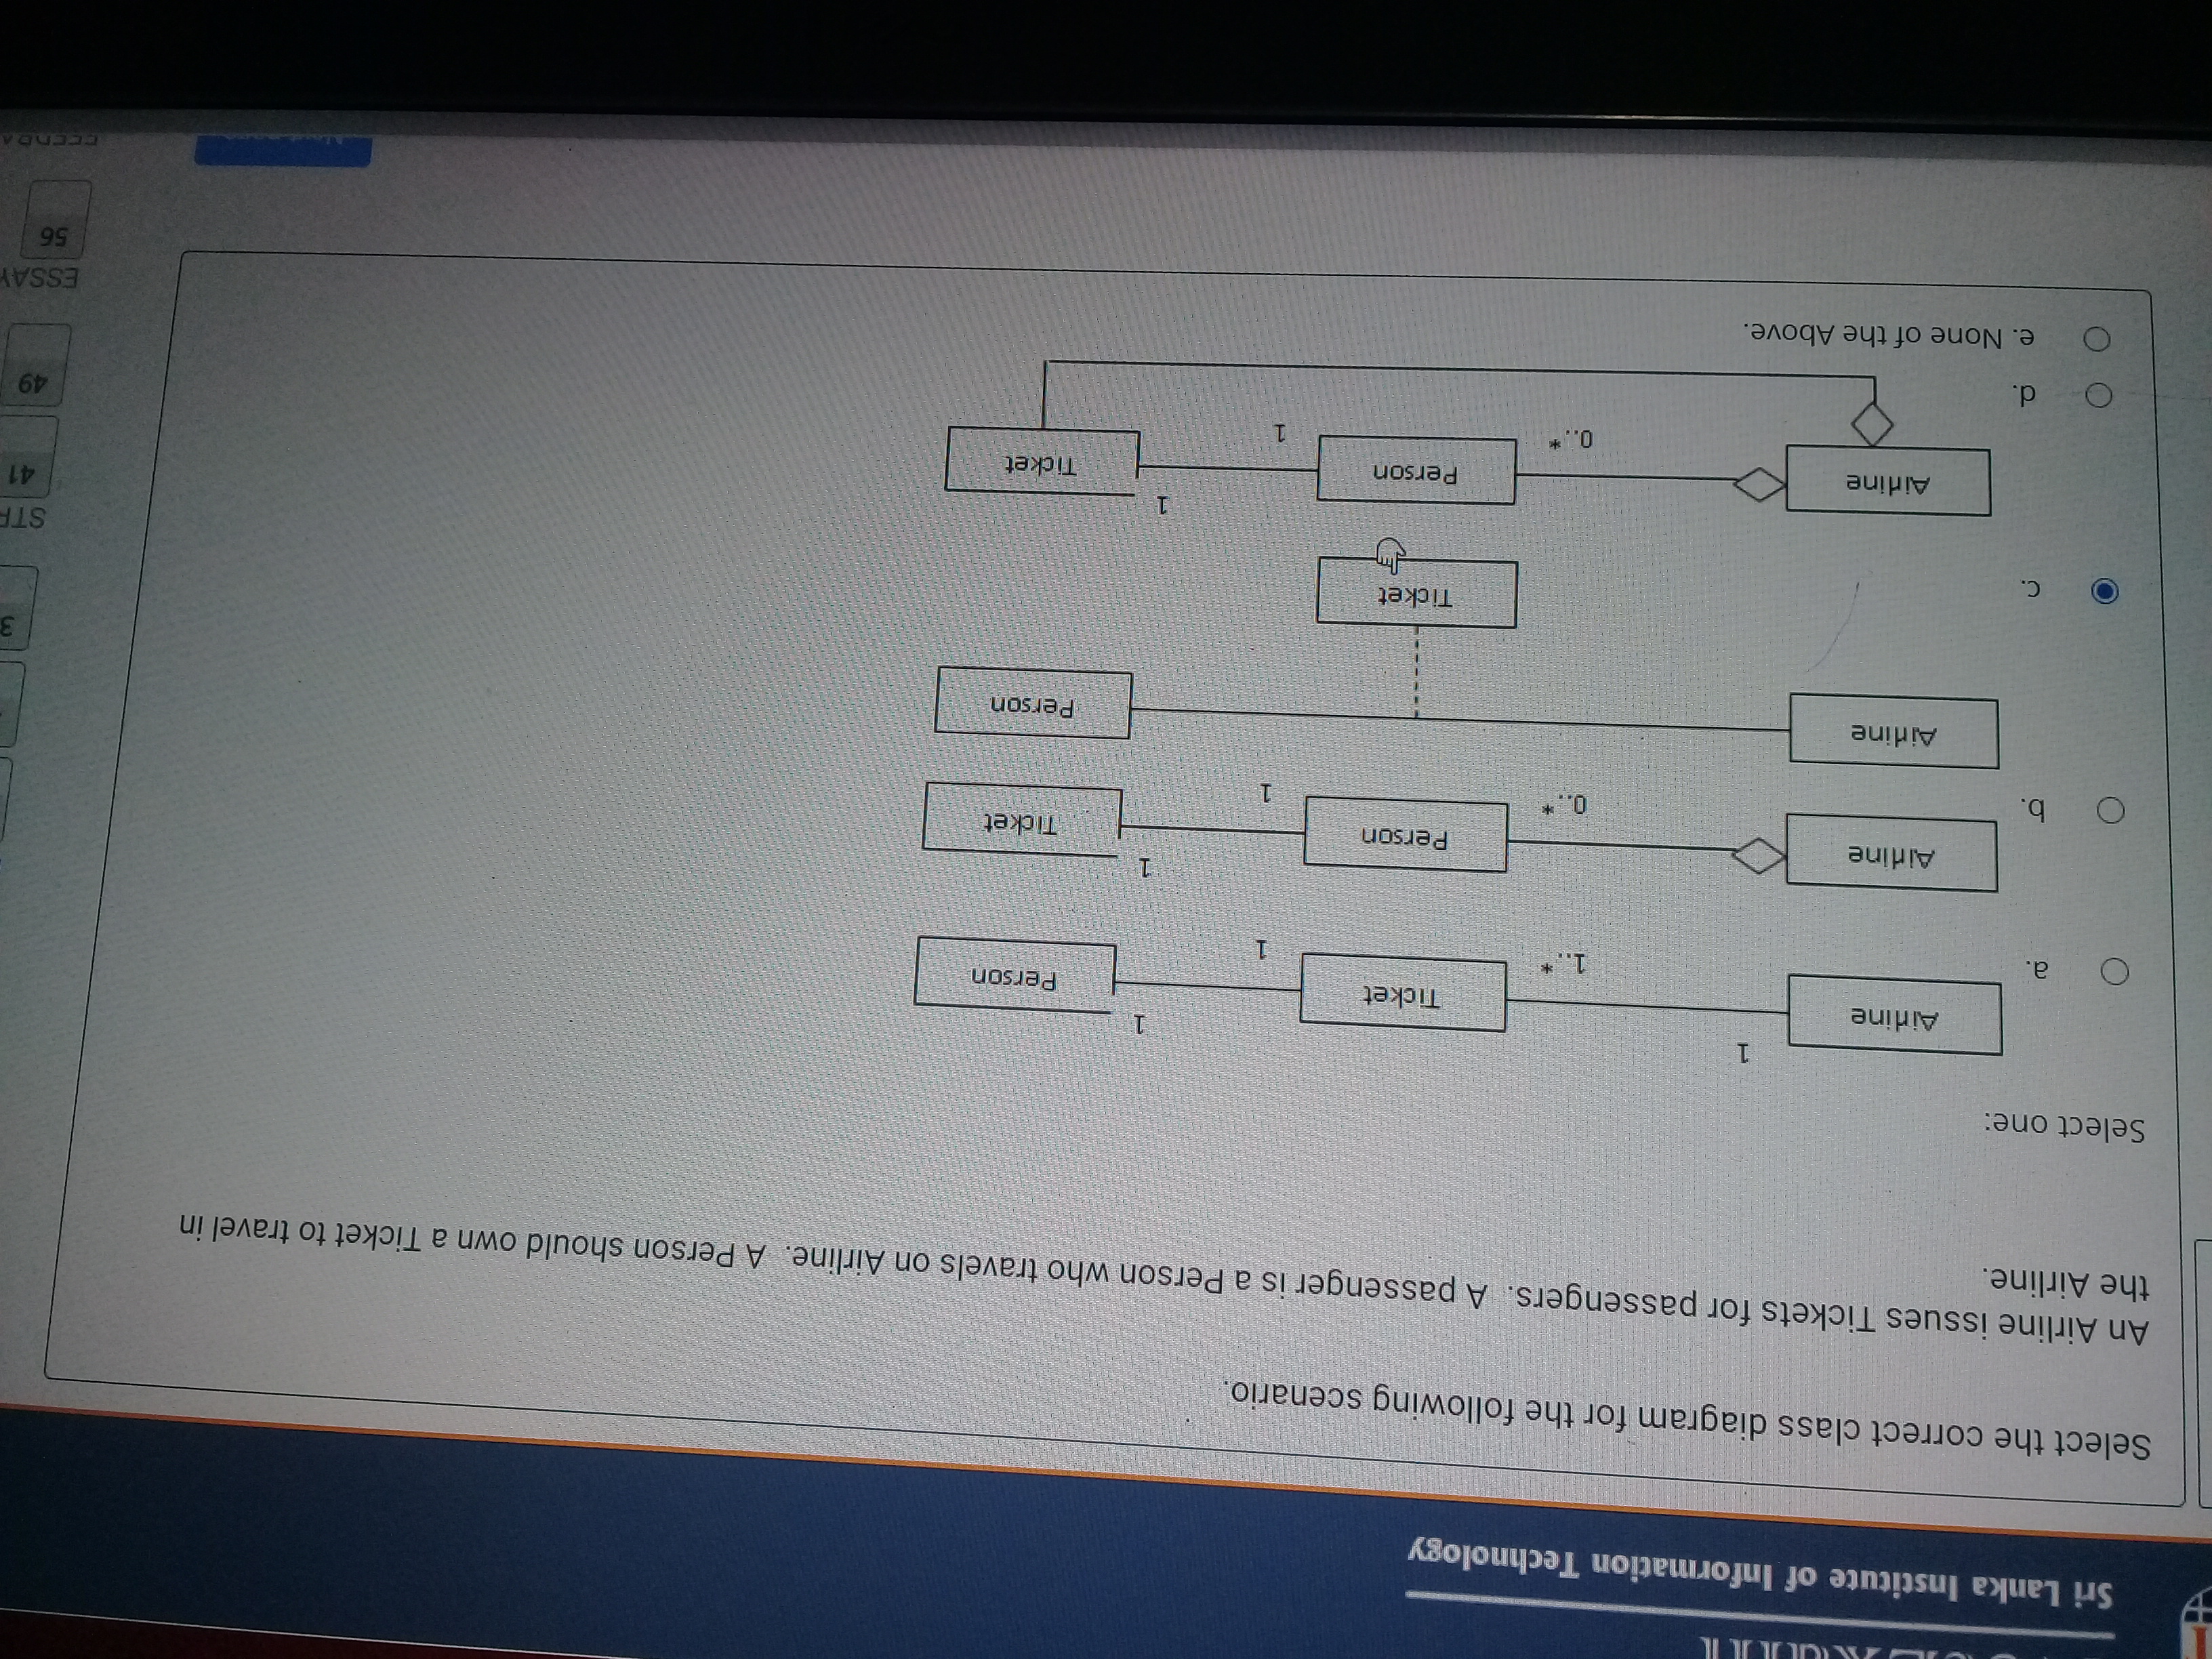 Sri Lanka Institute of Information Technology
Select the correct class diagram for the following scenario.
An Airline issues Tickets for passengers. A passenger is a Person who travels on Airline. A Person should own a Ticket to travel in
the Airline.
Select one:
a.
Airline
1
1..*
Ticket
1
1
Person
b.
Airline
0..*
Person
1
1
Ticket
c.
Airline
Person
Ticket
d.
Airline
0..*
Person
1
1
Ticket
e. None of the Above.
3
41
49
ESSAY
56